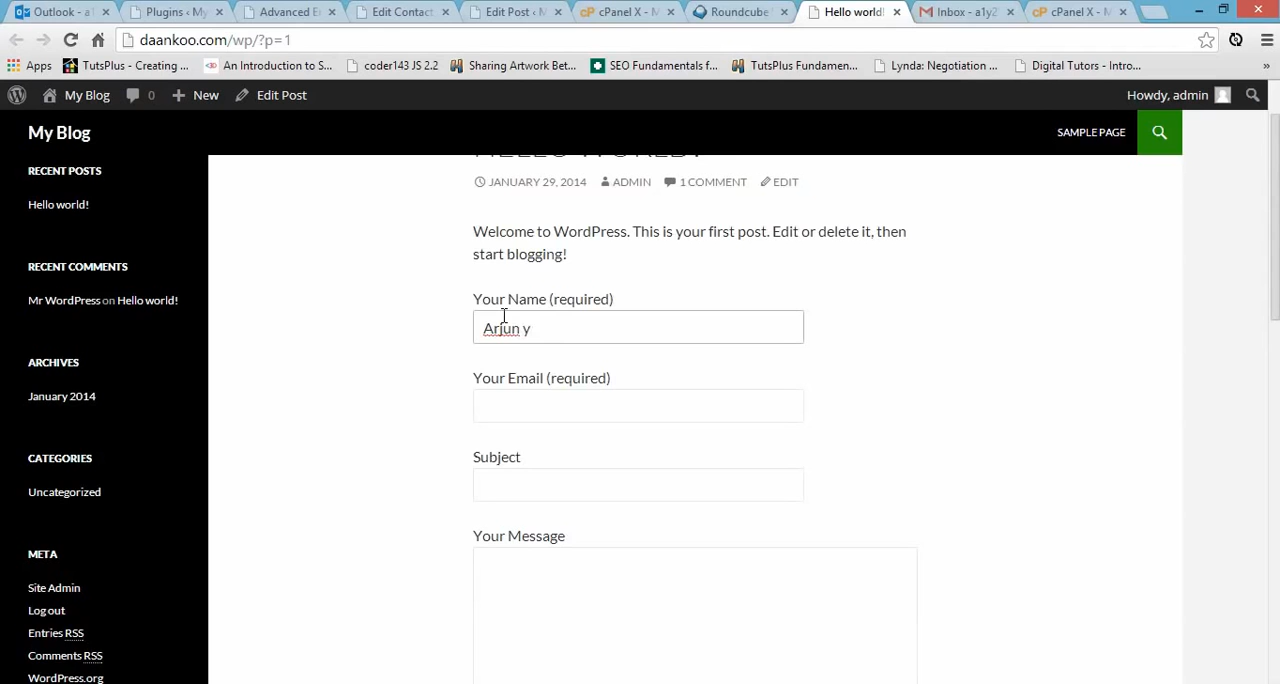 Outlook - a1
Plugins ‹ My
Advanced E
Edit Contact
Edit Post ‹ M
cPanel X - M
Roundcube
Hello world!
Inbox - a1y2
cPanel X - M
daankoo.com/wp/?p=1
Apps
TutsPlus - Creating ...
An Introduction to S...
coder143 JS 2.2
Sharing Artwork Bet...
SEO Fundamentals f...
TutsPlus Fundamen...
Lynda: Negotiation ...
Digital Tutors - Intro...
»
My Blog
0
New
Edit Post
Howdy, admin
My Blog
SAMPLE PAGE
RECENT POSTS
Hello world!
RECENT COMMENTS
Mr WordPress on Hello world!
ARCHIVES
January 2014
CATEGORIES
Uncategorized
META
Site Admin
Log out
Entries RSS
Comments RSS
WordPress.org
HELLO WORLD!
JANUARY 29, 2014 ADMIN 1 COMMENT EDIT
Welcome to WordPress. This is your first post. Edit or delete it, then
start blogging!
Your Name (required)
Arjun y
Your Email (required)
Subject
Your Message